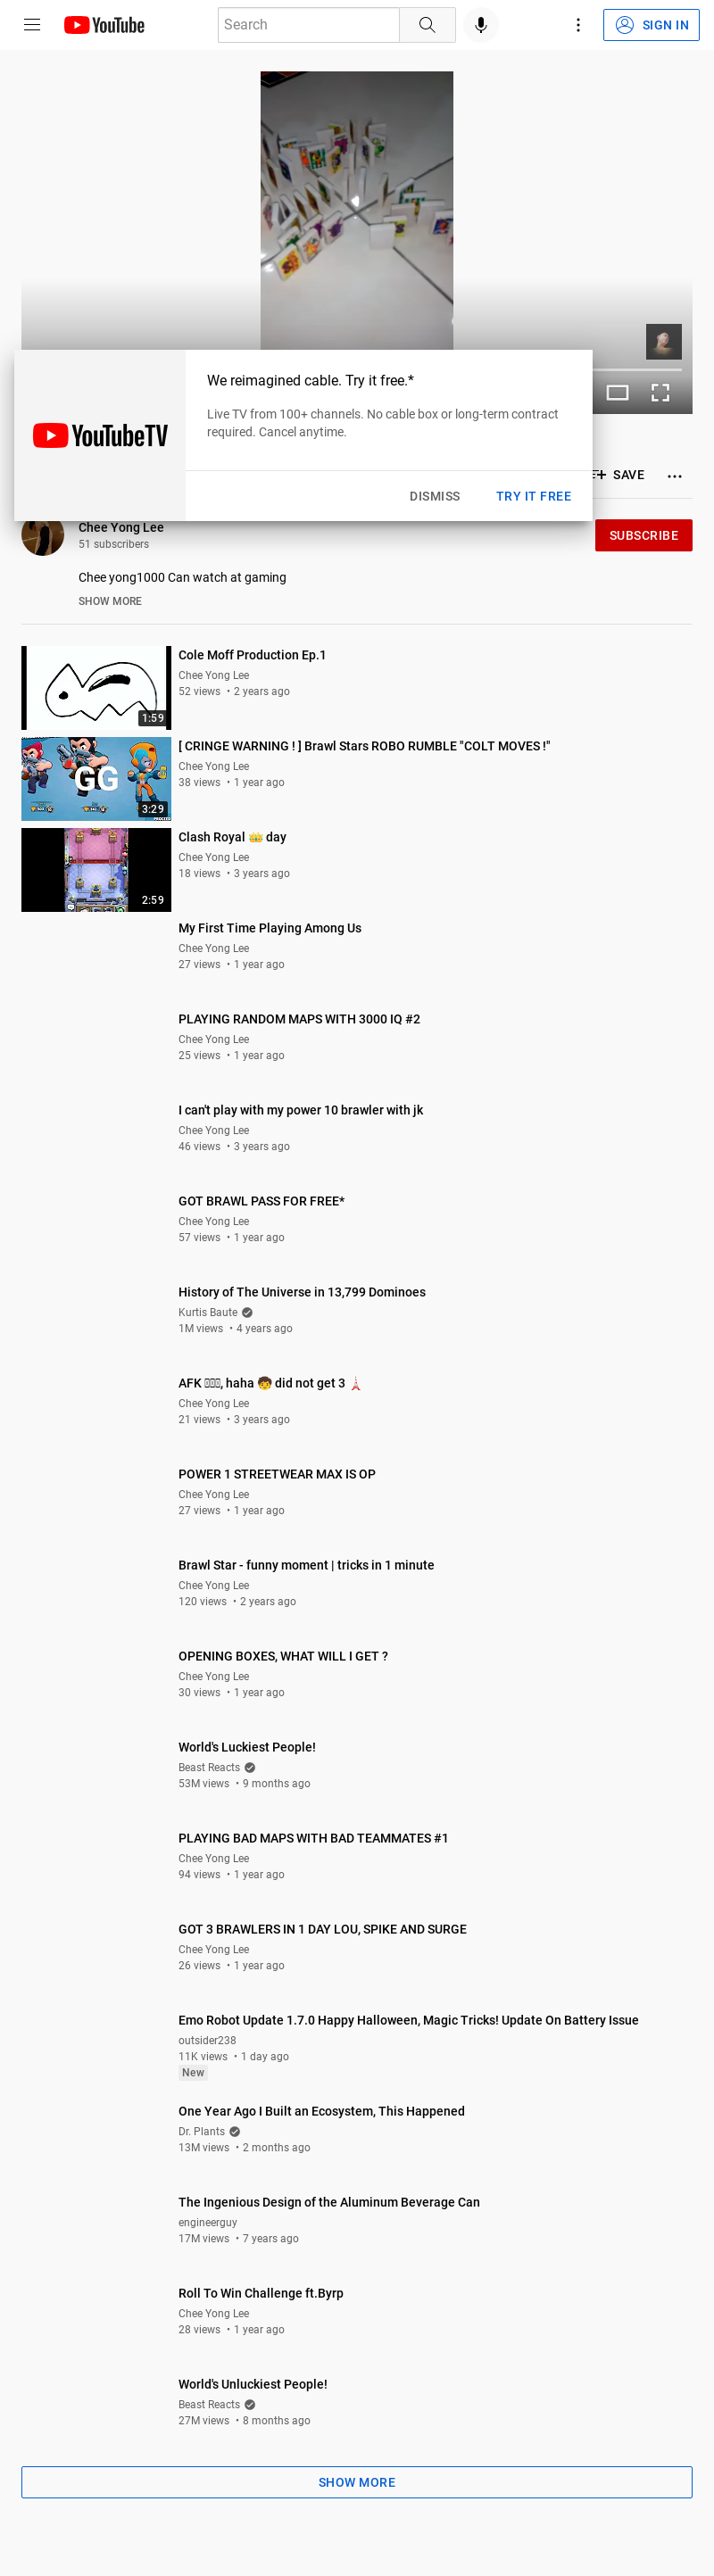 YouTube
Search
SIGN IN
We reimagined cable. Try it free.*
Live TV from 100+ channels. No cable box or long-term contract
required. Cancel anytime.
YouTubeTV
DISMISS
TRY IT FREE
SAVE
Chee Yong Lee
51 subscribers
SUBSCRIBE
Chee yong1000 Can watch at gaming
SHOW MORE
Cole Moff Production Ep.1
Chee Yong Lee
52 views • 2 years ago
1:59
[ CRINGE WARNING ! ] Brawl Stars ROBO RUMBLE "COLT MOVES !"
Chee Yong Lee
38 views • 1 year ago
GG
3:29
Clash Royal 👑 day
Chee Yong Lee
18 views • 3 years ago
2:59
My First Time Playing Among Us
Chee Yong Lee
27 views • 1 year ago
PLAYING RANDOM MAPS WITH 3000 IQ #2
Chee Yong Lee
25 views • 1 year ago
I can't play with my power 10 brawler with jk
Chee Yong Lee
46 views • 3 years ago
GOT BRAWL PASS FOR FREE*
Chee Yong Lee
57 views • 1 year ago
History of The Universe in 13,799 Dominoes
Kurtis Baute
1M views • 4 years ago
AFK , haha 🧒 did not get 3 🗼
Chee Yong Lee
21 views • 3 years ago
POWER 1 STREETWEAR MAX IS OP
Chee Yong Lee
27 views • 1 year ago
Brawl Star - funny moment | tricks in 1 minute
Chee Yong Lee
120 views • 2 years ago
OPENING BOXES, WHAT WILL I GET ?
Chee Yong Lee
30 views • 1 year ago
World's Luckiest People!
Beast Reacts
53M views • 9 months ago
PLAYING BAD MAPS WITH BAD TEAMMATES #1
Chee Yong Lee
94 views • 1 year ago
GOT 3 BRAWLERS IN 1 DAY LOU, SPIKE AND SURGE
Chee Yong Lee
26 views • 1 year ago
Emo Robot Update 1.7.0 Happy Halloween, Magic Tricks! Update On Battery Issue
outsider238
11K views • 1 day ago
New
One Year Ago I Built an Ecosystem, This Happened
Dr. Plants
13M views • 2 months ago
The Ingenious Design of the Aluminum Beverage Can
engineerguy
17M views • 7 years ago
Roll To Win Challenge ft.Byrp
Chee Yong Lee
28 views • 1 year ago
World's Unluckiest People!
Beast Reacts
27M views • 8 months ago
SHOW MORE